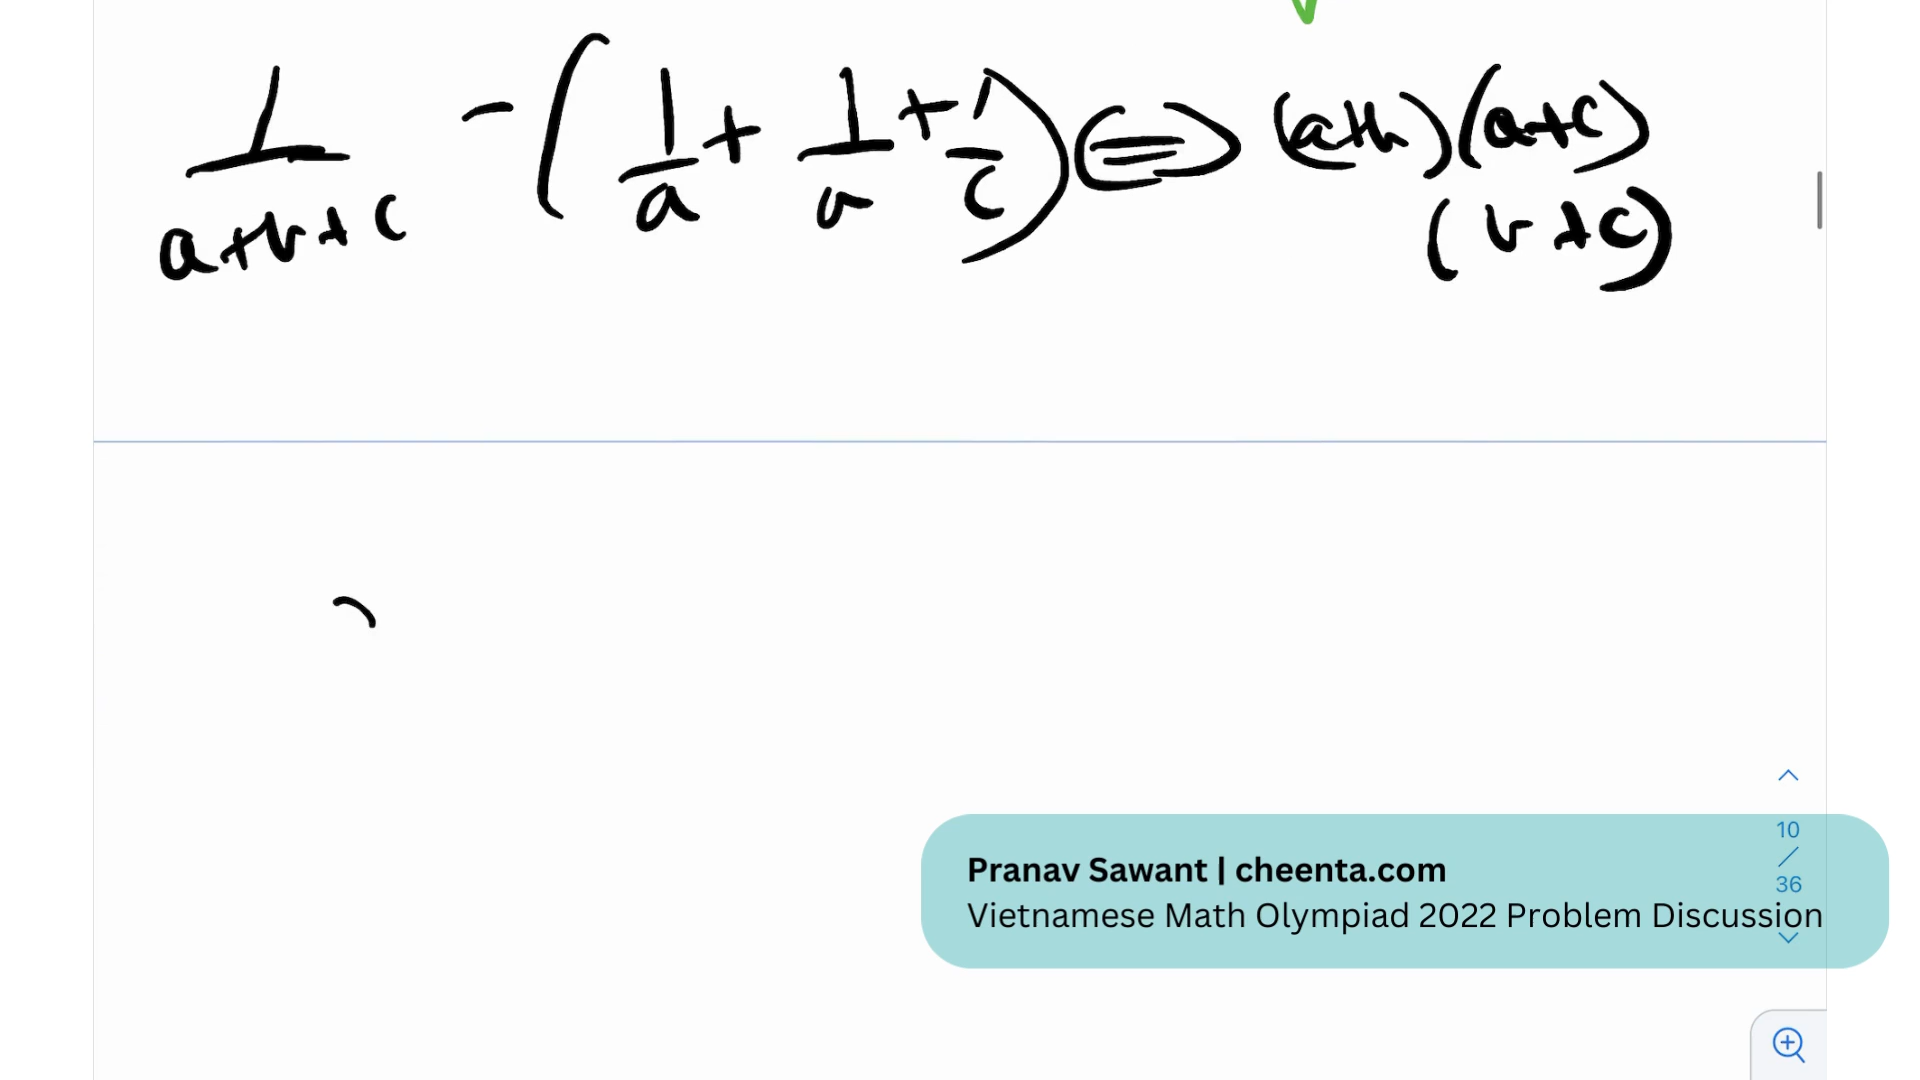 1/(a+b+c) - (1/a + 1/a + 1/c) ⇔ (a+b)(a+c)
(b+c)
10
/
36
Pranav Sawant | cheenta.com
Vietnamese Math Olympiad 2022 Problem Discussion